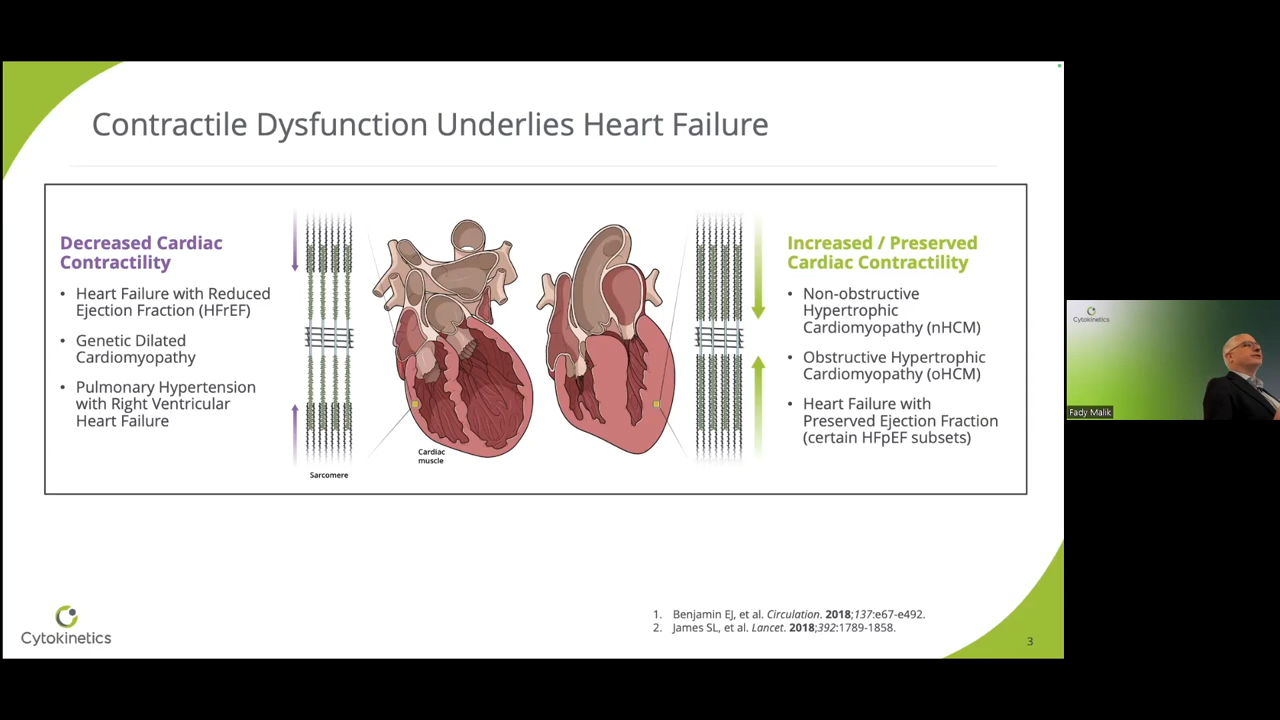 Contractile Dysfunction Underlies Heart Failure
Decreased Cardiac
Contractility
• Heart Failure with Reduced
Ejection Fraction (HFrEF)
• Genetic Dilated
Cardiomyopathy
• Pulmonary Hypertension
with Right Ventricular
Heart Failure
Sarcomere
Cardiac
muscle
Increased / Preserved
Cardiac Contractility
• Non-obstructive
Hypertrophic
Cardiomyopathy (nHCM)
• Obstructive Hypertrophic
Cardiomyopathy (oHCM)
• Heart Failure with
Preserved Ejection Fraction
(certain HFpEF subsets)
1. Benjamin EJ, et al. Circulation. 2018;137:e67-e492.
2. James SL, et al. Lancet. 2018;392:1789-1858.
Cytokinetics
3
Cytokinetics
Fady Malik